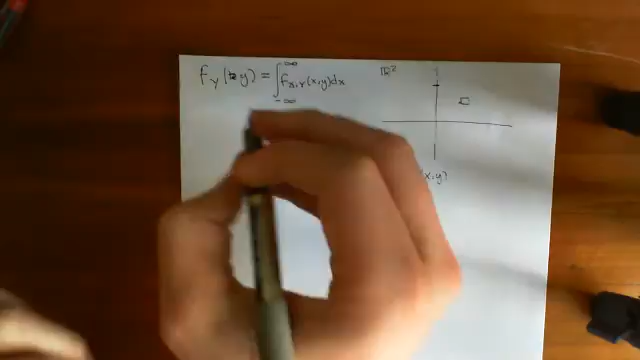 f_Y(y) = ∫_{-∞}^{∞} f_{X,Y}(x,y)dx
ℝ²
(x,y)